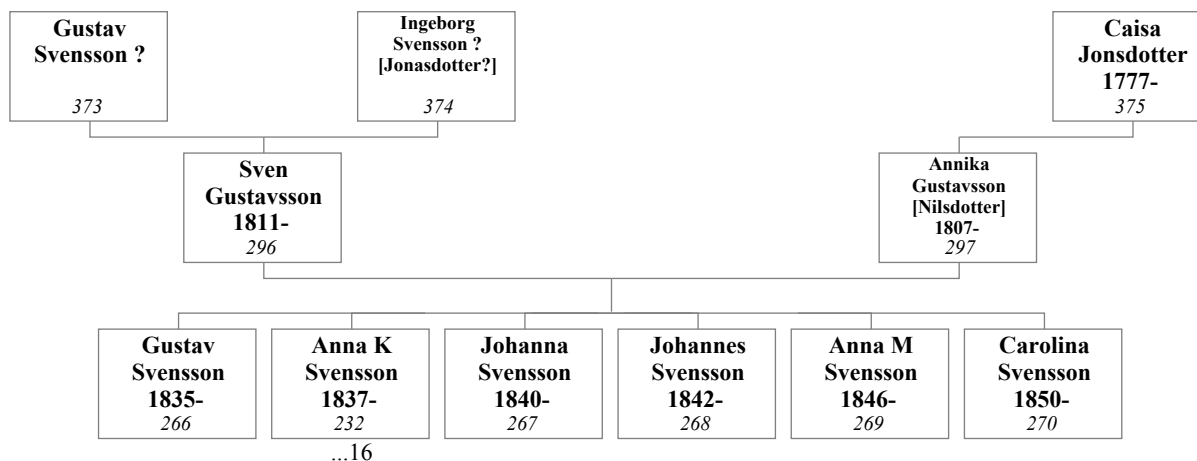 Gustav
Svensson ?
373
Ingeborg
Svensson ?
[Jonasdotter?]
374
Caisa
Jonsdotter
1777-
375
Sven
Gustavsson
1811-
296
Annika
Gustavsson
[Nilsdotter]
1807-
297
Gustav
Svensson
1835-
266
Anna K
Svensson
1837-
232
...16
Johanna
Svensson
1840-
267
Johannes
Svensson
1842-
268
Anna M
Svensson
1846-
269
Carolina
Svensson
1850-
270